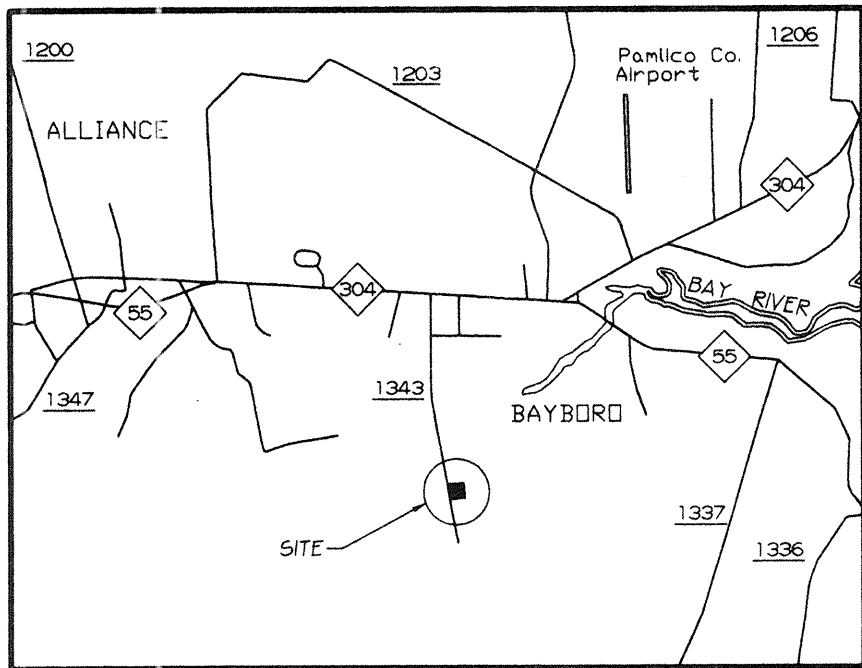 1200
1203
1206
Pamlico Co.
Airport
ALLIANCE
304
304
55
BAY RIVER
55
1347
1343
BAYBORO
SITE
1337
1336